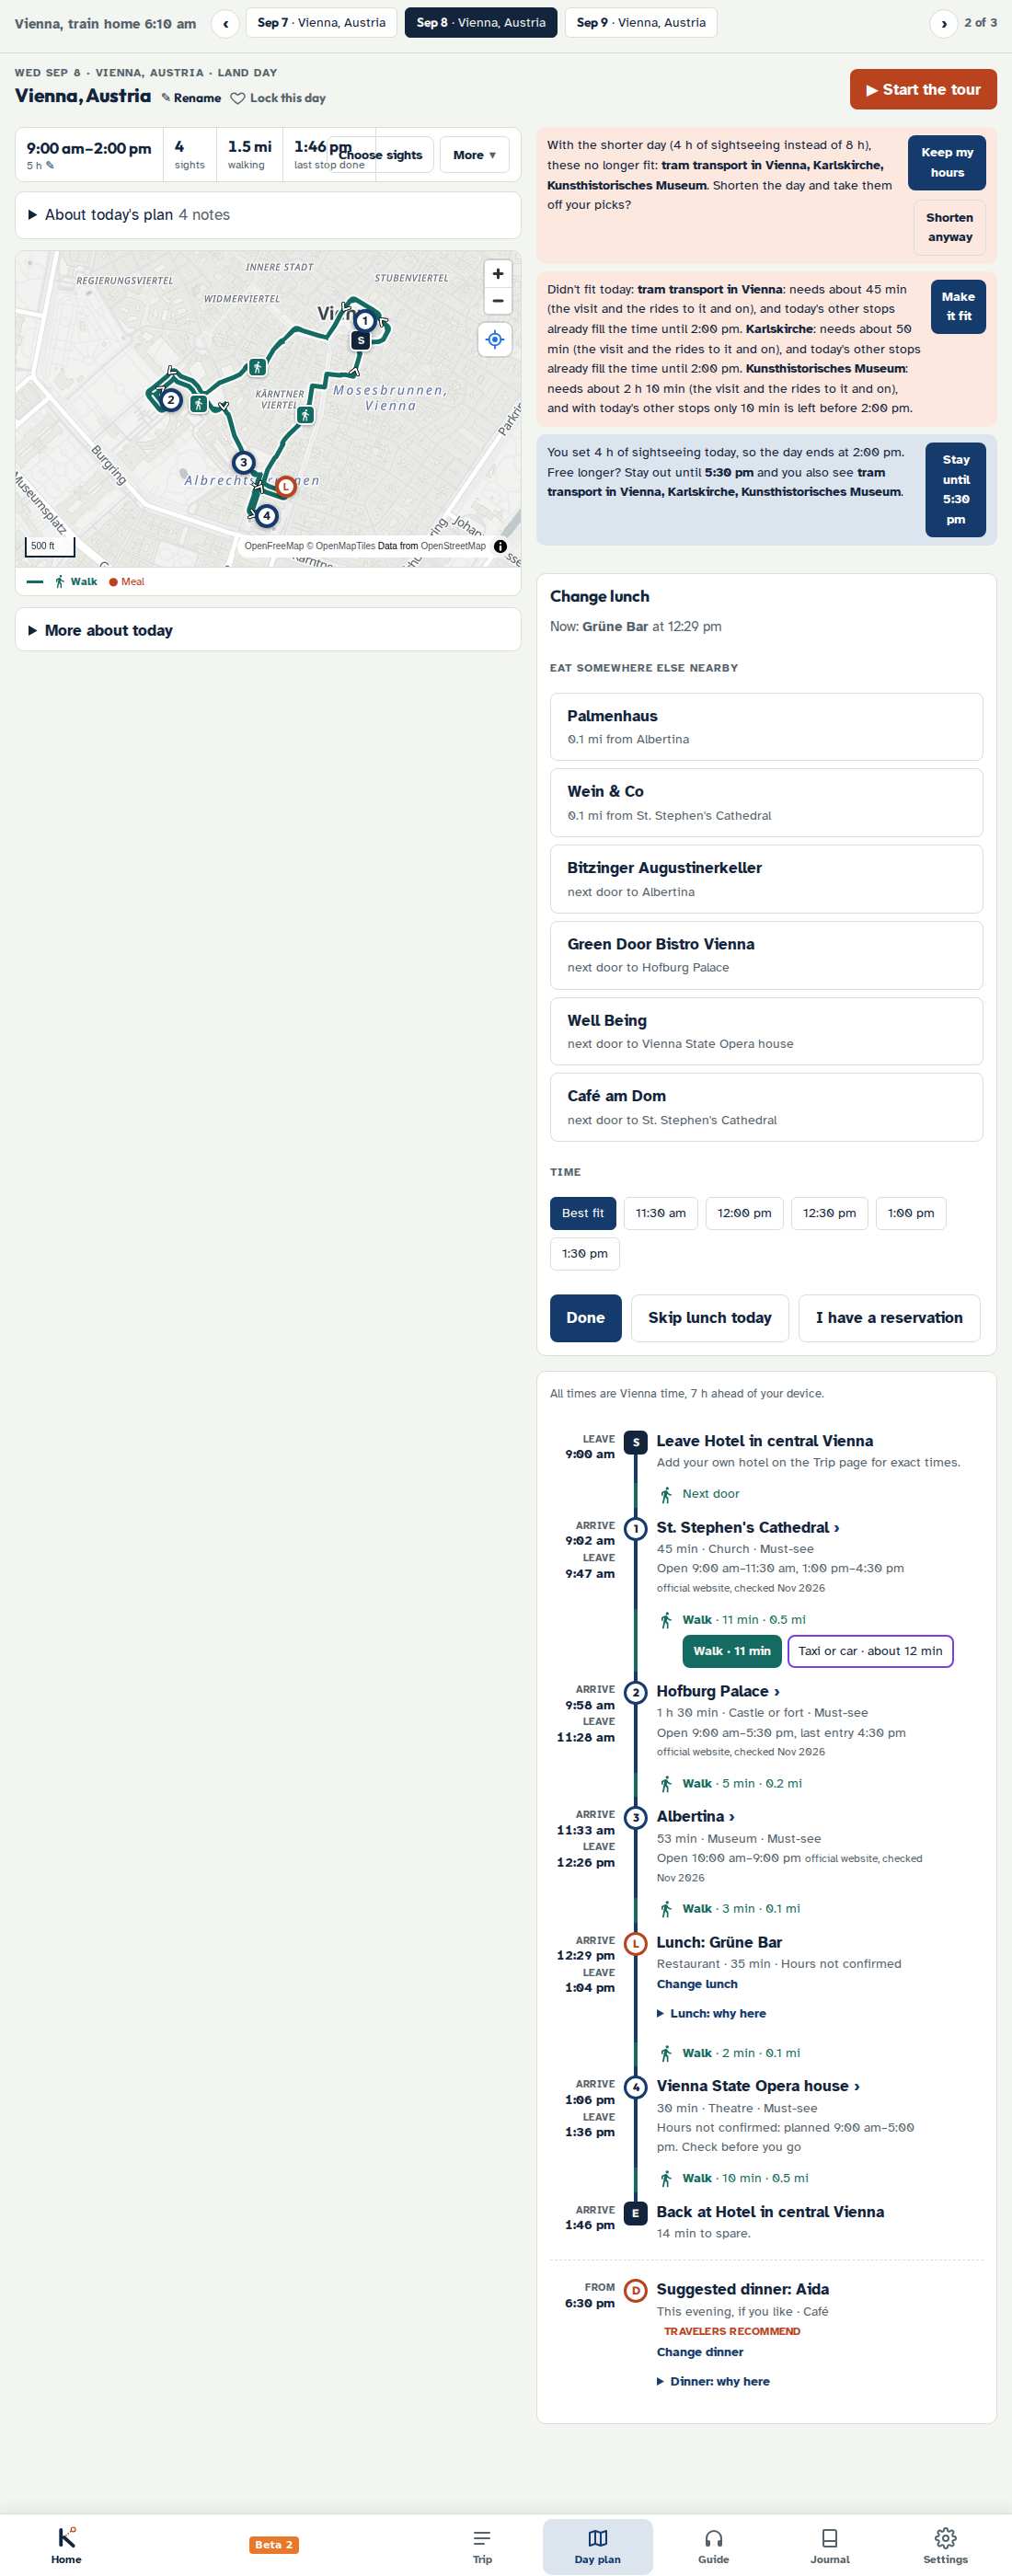 Vienna, train home 6:10 am
‹
Sep 7 · Vienna, Austria
Sep 8 · Vienna, Austria
Sep 9 · Vienna, Austria
›
2 of 3
WED SEP 8 · VIENNA, AUSTRIA · LAND DAY
Vienna, Austria
✎ Rename
Lock this day
▶ Start the tour
9:00 am–2:00 pm
5 h ✎
4
sights
1.5 mi
walking
1:46 pm
last stop done
Choose sights
More ▼
▶ About today's plan 4 notes
REGIERUNGSVIERTEL
INNERE STADT
STUBENVIERTEL
WIDMERVIERTEL
1
S
KÄRNTNER
VIERTEL
Mosesbrunnen,
Vienna
2
3
L
4
Burgring
Museumsplatz
+
−
500 ft
OpenFreeMap © OpenMapTiles Data from OpenStreetMap
Walk
Meal
▶ More about today
With the shorter day (4 h of sightseeing instead of 8 h),
these no longer fit: tram transport in Vienna, Karlskirche,
Kunsthistorisches Museum. Shorten the day and take them
off your picks?
Keep my
hours
Shorten
anyway
Didn't fit today: tram transport in Vienna: needs about 45 min
(the visit and the rides to it and on), and today's other stops
already fill the time until 2:00 pm. Karlskirche: needs about 50
min (the visit and the rides to it and on), and today's other stops
already fill the time until 2:00 pm. Kunsthistorisches Museum:
needs about 2 h 10 min (the visit and the rides to it and on),
and with today's other stops only 10 min is left before 2:00 pm.
Make
it fit
You set 4 h of sightseeing today, so the day ends at 2:00 pm.
Free longer? Stay out until 5:30 pm and you also see tram
transport in Vienna, Karlskirche, Kunsthistorisches Museum.
Stay
until
5:30
pm
Change lunch
Now: Grüne Bar at 12:29 pm
EAT SOMEWHERE ELSE NEARBY
Palmenhaus
0.1 mi from Albertina
Wein & Co
0.1 mi from St. Stephen's Cathedral
Bitzinger Augustinerkeller
next door to Albertina
Green Door Bistro Vienna
next door to Hofburg Palace
Well Being
next door to Vienna State Opera house
Café am Dom
next door to St. Stephen's Cathedral
TIME
Best fit
11:30 am
12:00 pm
12:30 pm
1:00 pm
1:30 pm
Done
Skip lunch today
I have a reservation
All times are Vienna time, 7 h ahead of your device.
LEAVE
9:00 am
S
Leave Hotel in central Vienna
Add your own hotel on the Trip page for exact times.
Next door
ARRIVE
9:02 am
LEAVE
9:47 am
1
St. Stephen's Cathedral ›
45 min · Church · Must-see
Open 9:00 am–11:30 am, 1:00 pm–4:30 pm
official website, checked Nov 2026
Walk · 11 min · 0.5 mi
Walk · 11 min
Taxi or car · about 12 min
ARRIVE
9:58 am
LEAVE
11:28 am
2
Hofburg Palace ›
1 h 30 min · Castle or fort · Must-see
Open 9:00 am–5:30 pm, last entry 4:30 pm
official website, checked Nov 2026
Walk · 5 min · 0.2 mi
ARRIVE
11:33 am
LEAVE
12:26 pm
3
Albertina ›
53 min · Museum · Must-see
Open 10:00 am–9:00 pm official website, checked
Nov 2026
Walk · 3 min · 0.1 mi
ARRIVE
12:29 pm
LEAVE
1:04 pm
L
Lunch: Grüne Bar
Restaurant · 35 min · Hours not confirmed
Change lunch
▶ Lunch: why here
Walk · 2 min · 0.1 mi
ARRIVE
1:06 pm
LEAVE
1:36 pm
4
Vienna State Opera house ›
30 min · Theatre · Must-see
Hours not confirmed: planned 9:00 am–5:00
pm. Check before you go
Walk · 10 min · 0.5 mi
ARRIVE
1:46 pm
E
Back at Hotel in central Vienna
14 min to spare.
FROM
6:30 pm
D
Suggested dinner: Aida
This evening, if you like · Café
TRAVELERS RECOMMEND
Change dinner
▶ Dinner: why here
Home
Beta 2
Trip
Day plan
Guide
Journal
Settings